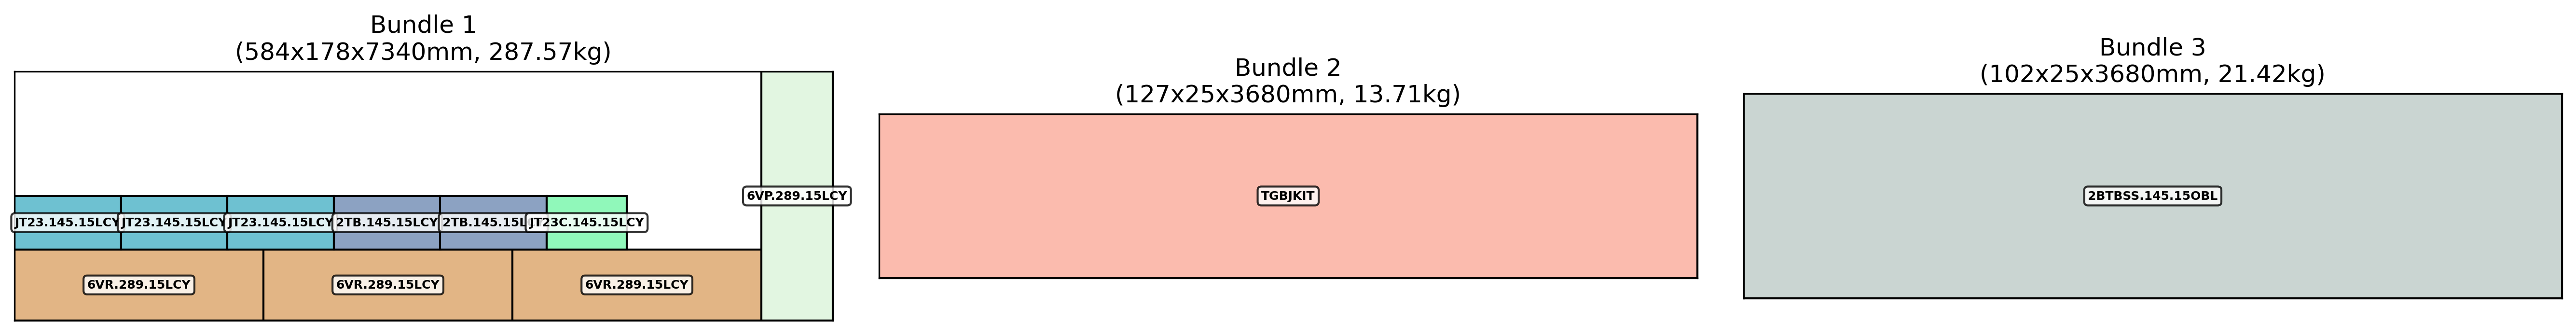 Bundle 1
(584x178x7340mm, 287.57kg)
JT23.145.15LCY
JT23.145.15LCY
JT23.145.15LCY
2TB.145.15LCY
2TB.145.15L
JT23C.145.15LCY
6VP.289.15LCY
6VR.289.15LCY
6VR.289.15LCY
6VR.289.15LCY
Bundle 2
(127x25x3680mm, 13.71kg)
TGBJKIT
Bundle 3
(102x25x3680mm, 21.42kg)
2BTBSS.145.15OBL